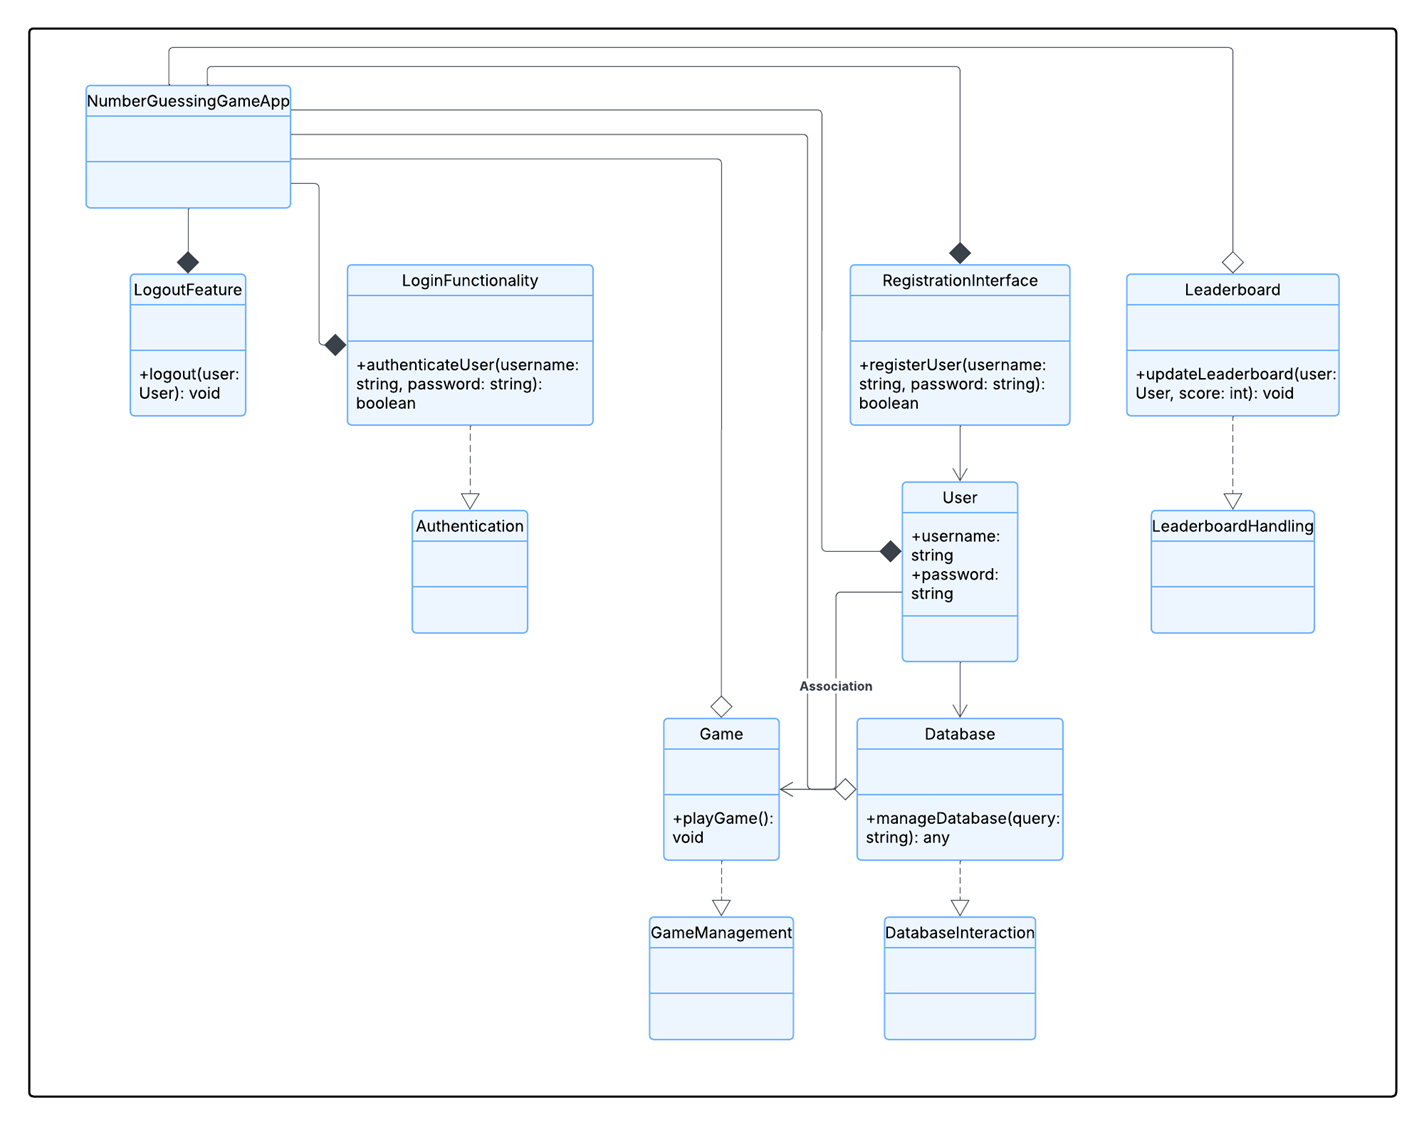 NumberGuessingGameApp
LogoutFeature
+logout(user:
User): void
LoginFunctionality
+authenticateUser(username:
string, password: string):
boolean
RegistrationInterface
+registerUser(username:
string, password: string):
boolean
Leaderboard
+updateLeaderboard(user:
User, score: int): void
Authentication
User
+username:
string
+password:
string
LeaderboardHandling
Association
Game
+playGame():
void
Database
+manageDatabase(query:
string): any
GameManagement
DatabaseInteraction